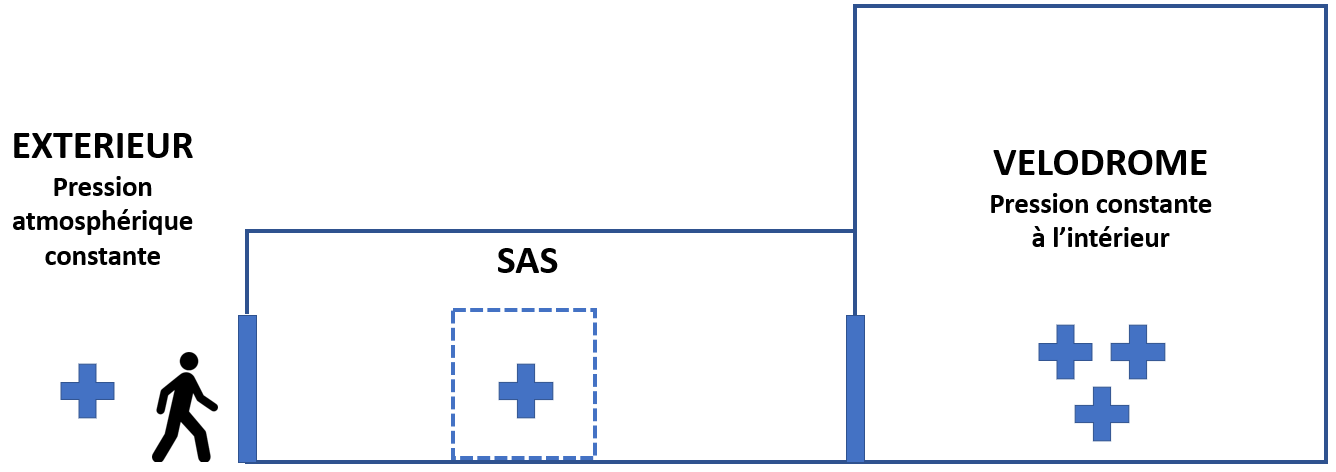 EXTERIEUR
Pression
atmosphérique
constante
SAS
VELODROME
Pression constante
à l’intérieur